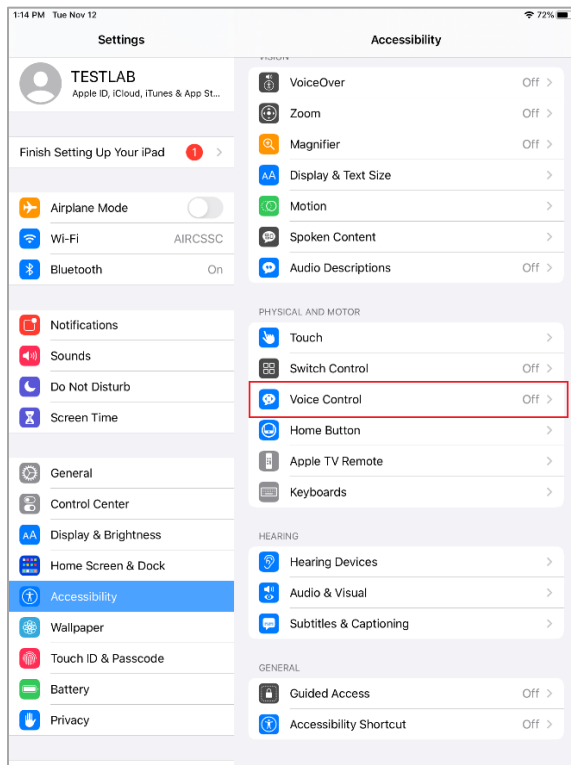 1:14 PM Tue Nov 12
72%
Settings
TESTLAB
Apple ID, iCloud, iTunes & App St...
Finish Setting Up Your iPad 1
Airplane Mode
Wi-Fi AIRCSSC
Bluetooth On
Notifications
Sounds
Do Not Disturb
Screen Time
General
Control Center
AA Display & Brightness
Home Screen & Dock
Accessibility
Wallpaper
Touch ID & Passcode
Battery
Privacy
Accessibility
VISION
VoiceOver Off
Zoom Off
Magnifier Off
AA Display & Text Size
Motion
Spoken Content
Audio Descriptions Off
PHYSICAL AND MOTOR
Touch
Switch Control Off
Voice Control Off
Home Button
Apple TV Remote
Keyboards
HEARING
Hearing Devices
Audio & Visual
Subtitles & Captioning
GENERAL
Guided Access Off
Accessibility Shortcut Off